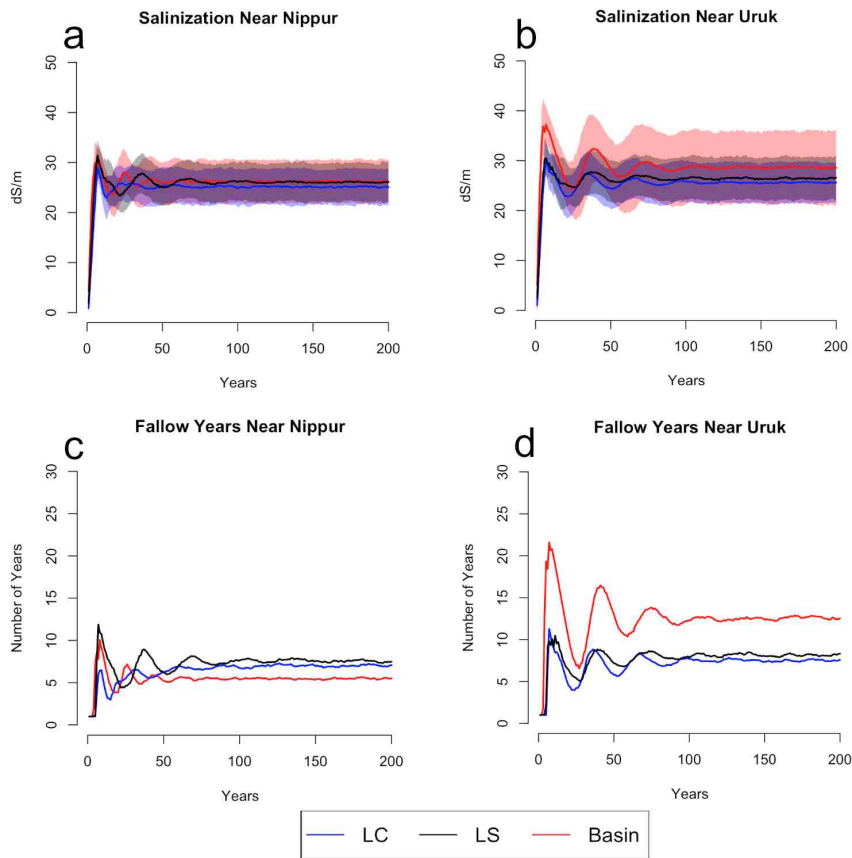 a
Salinization Near Nippur
dS/m
50
40
30
20
10
0
0 50 100 150 200
Years
b
Salinization Near Uruk
dS/m
50
40
30
20
10
0
0 50 100 150 200
Years
c
Fallow Years Near Nippur
Number of Years
30
25
20
15
10
5
0
0 50 100 150 200
Years
d
Fallow Years Near Uruk
Number of Years
30
25
20
15
10
5
0
0 50 100 150 200
Years
LC LS Basin